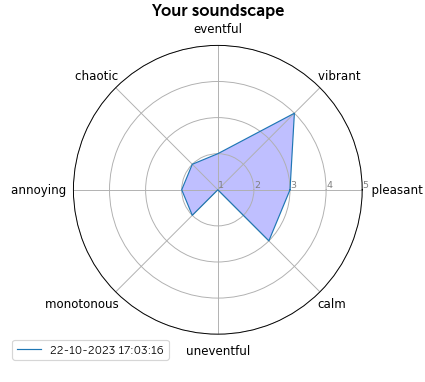 Your soundscape
eventful
chaotic
vibrant
annoying
1
2
3
4
5
pleasant
monotonous
calm
uneventful
22-10-2023 17:03:16